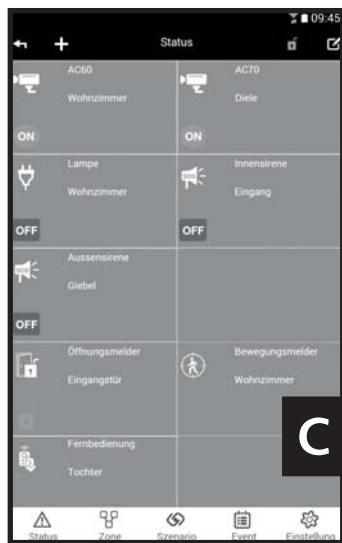 09:45
Status
AC60
Wohnzimmer
ON
AC70
Diele
ON
Lampe
Wohnzimmer
OFF
Innensirene
Eingang
OFF
Aussensirene
Giebel
OFF
Öffnungsmelder
Eingangstür
Bewegungsmelder
Wohnzimmer
Fernbedienung
Tochter
C
Status Zone Szenario Event Einstellung